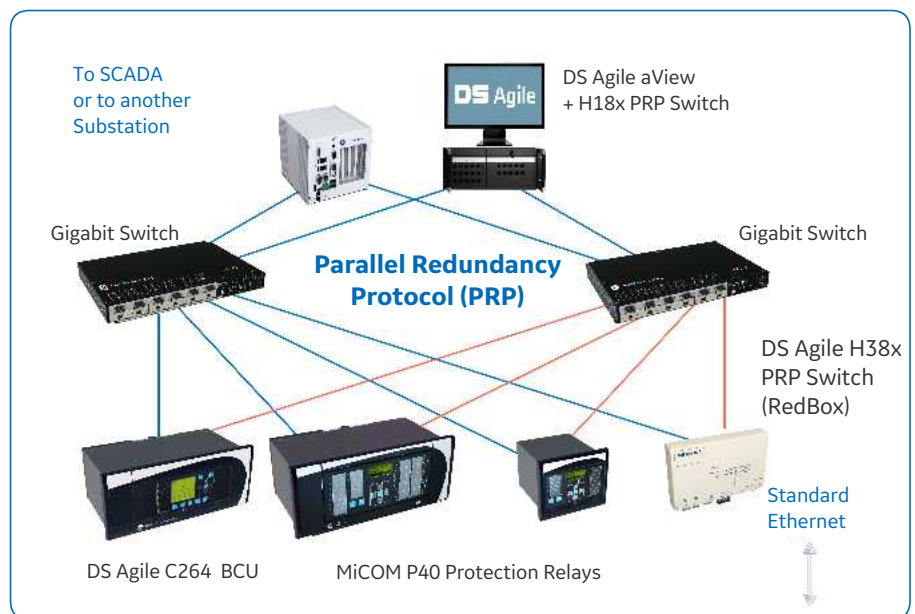 To SCADA
or to another
Substation
DS Agile
DS Agile aView
+ H18x PRP Switch
Gigabit Switch
Gigabit Switch
Parallel Redundancy
Protocol (PRP)
DS Agile H38x
PRP Switch
(RedBox)
Standard
Ethernet
DS Agile C264 BCU
MiCOM P40 Protection Relays